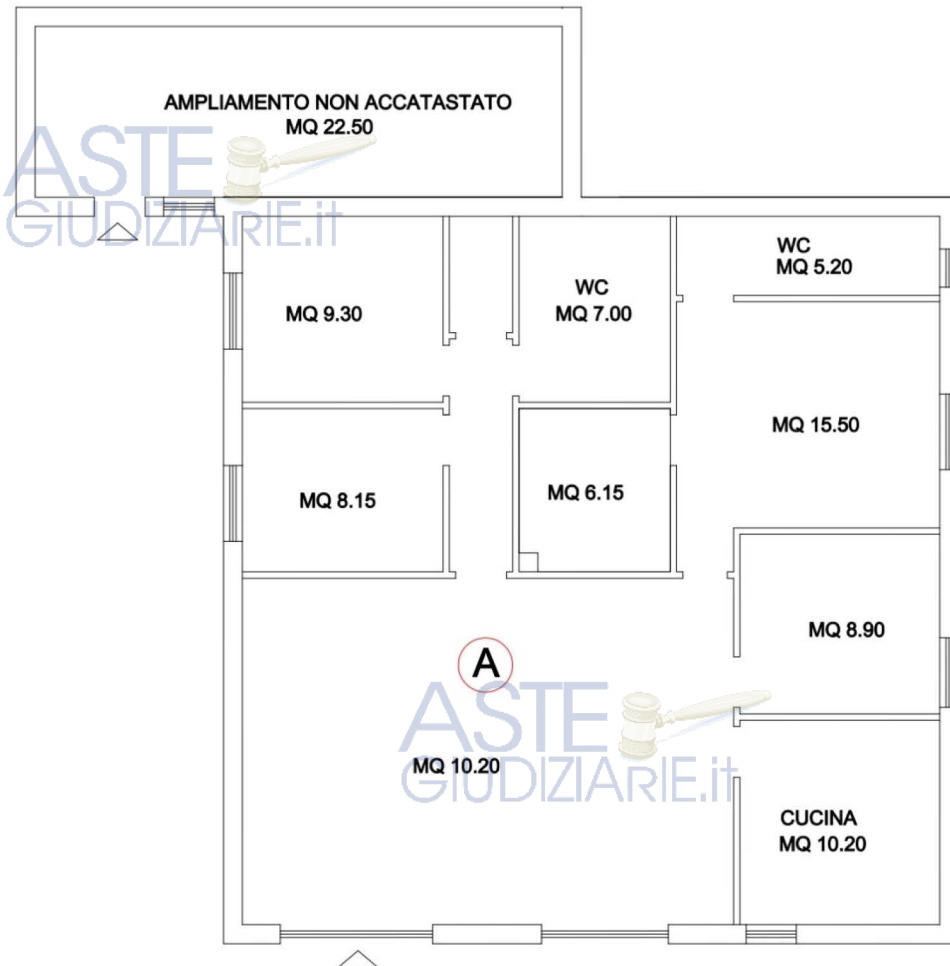 AMPLIAMENTO NON ACCATASTATO
MQ 22.50
ASTE
GIUDIZIARIE.it
WC
MQ 5.20
MQ 9.30
WC
MQ 7.00
MQ 15.50
MQ 8.15
MQ 6.15
MQ 8.90
A
ASTE
GIUDIZIARIE.it
MQ 10.20
CUCINA
MQ 10.20